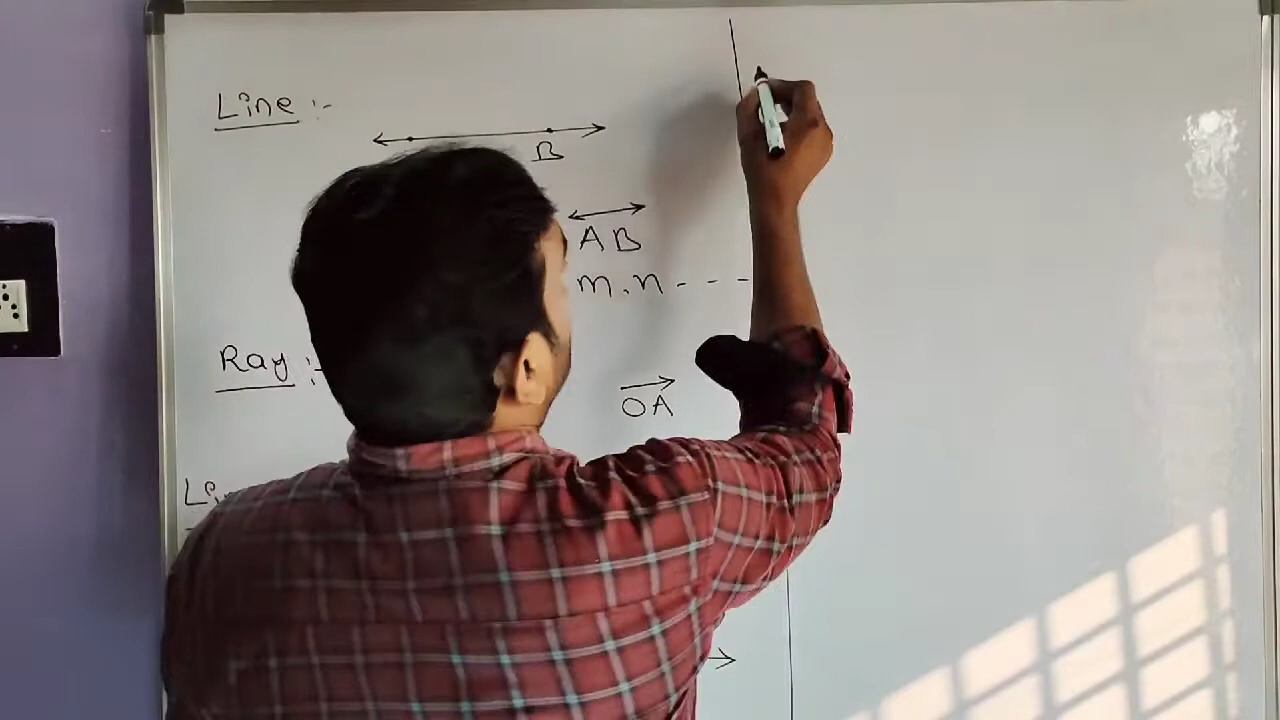 Line :-
B
AB
m, n - - -
Ray :-
OA